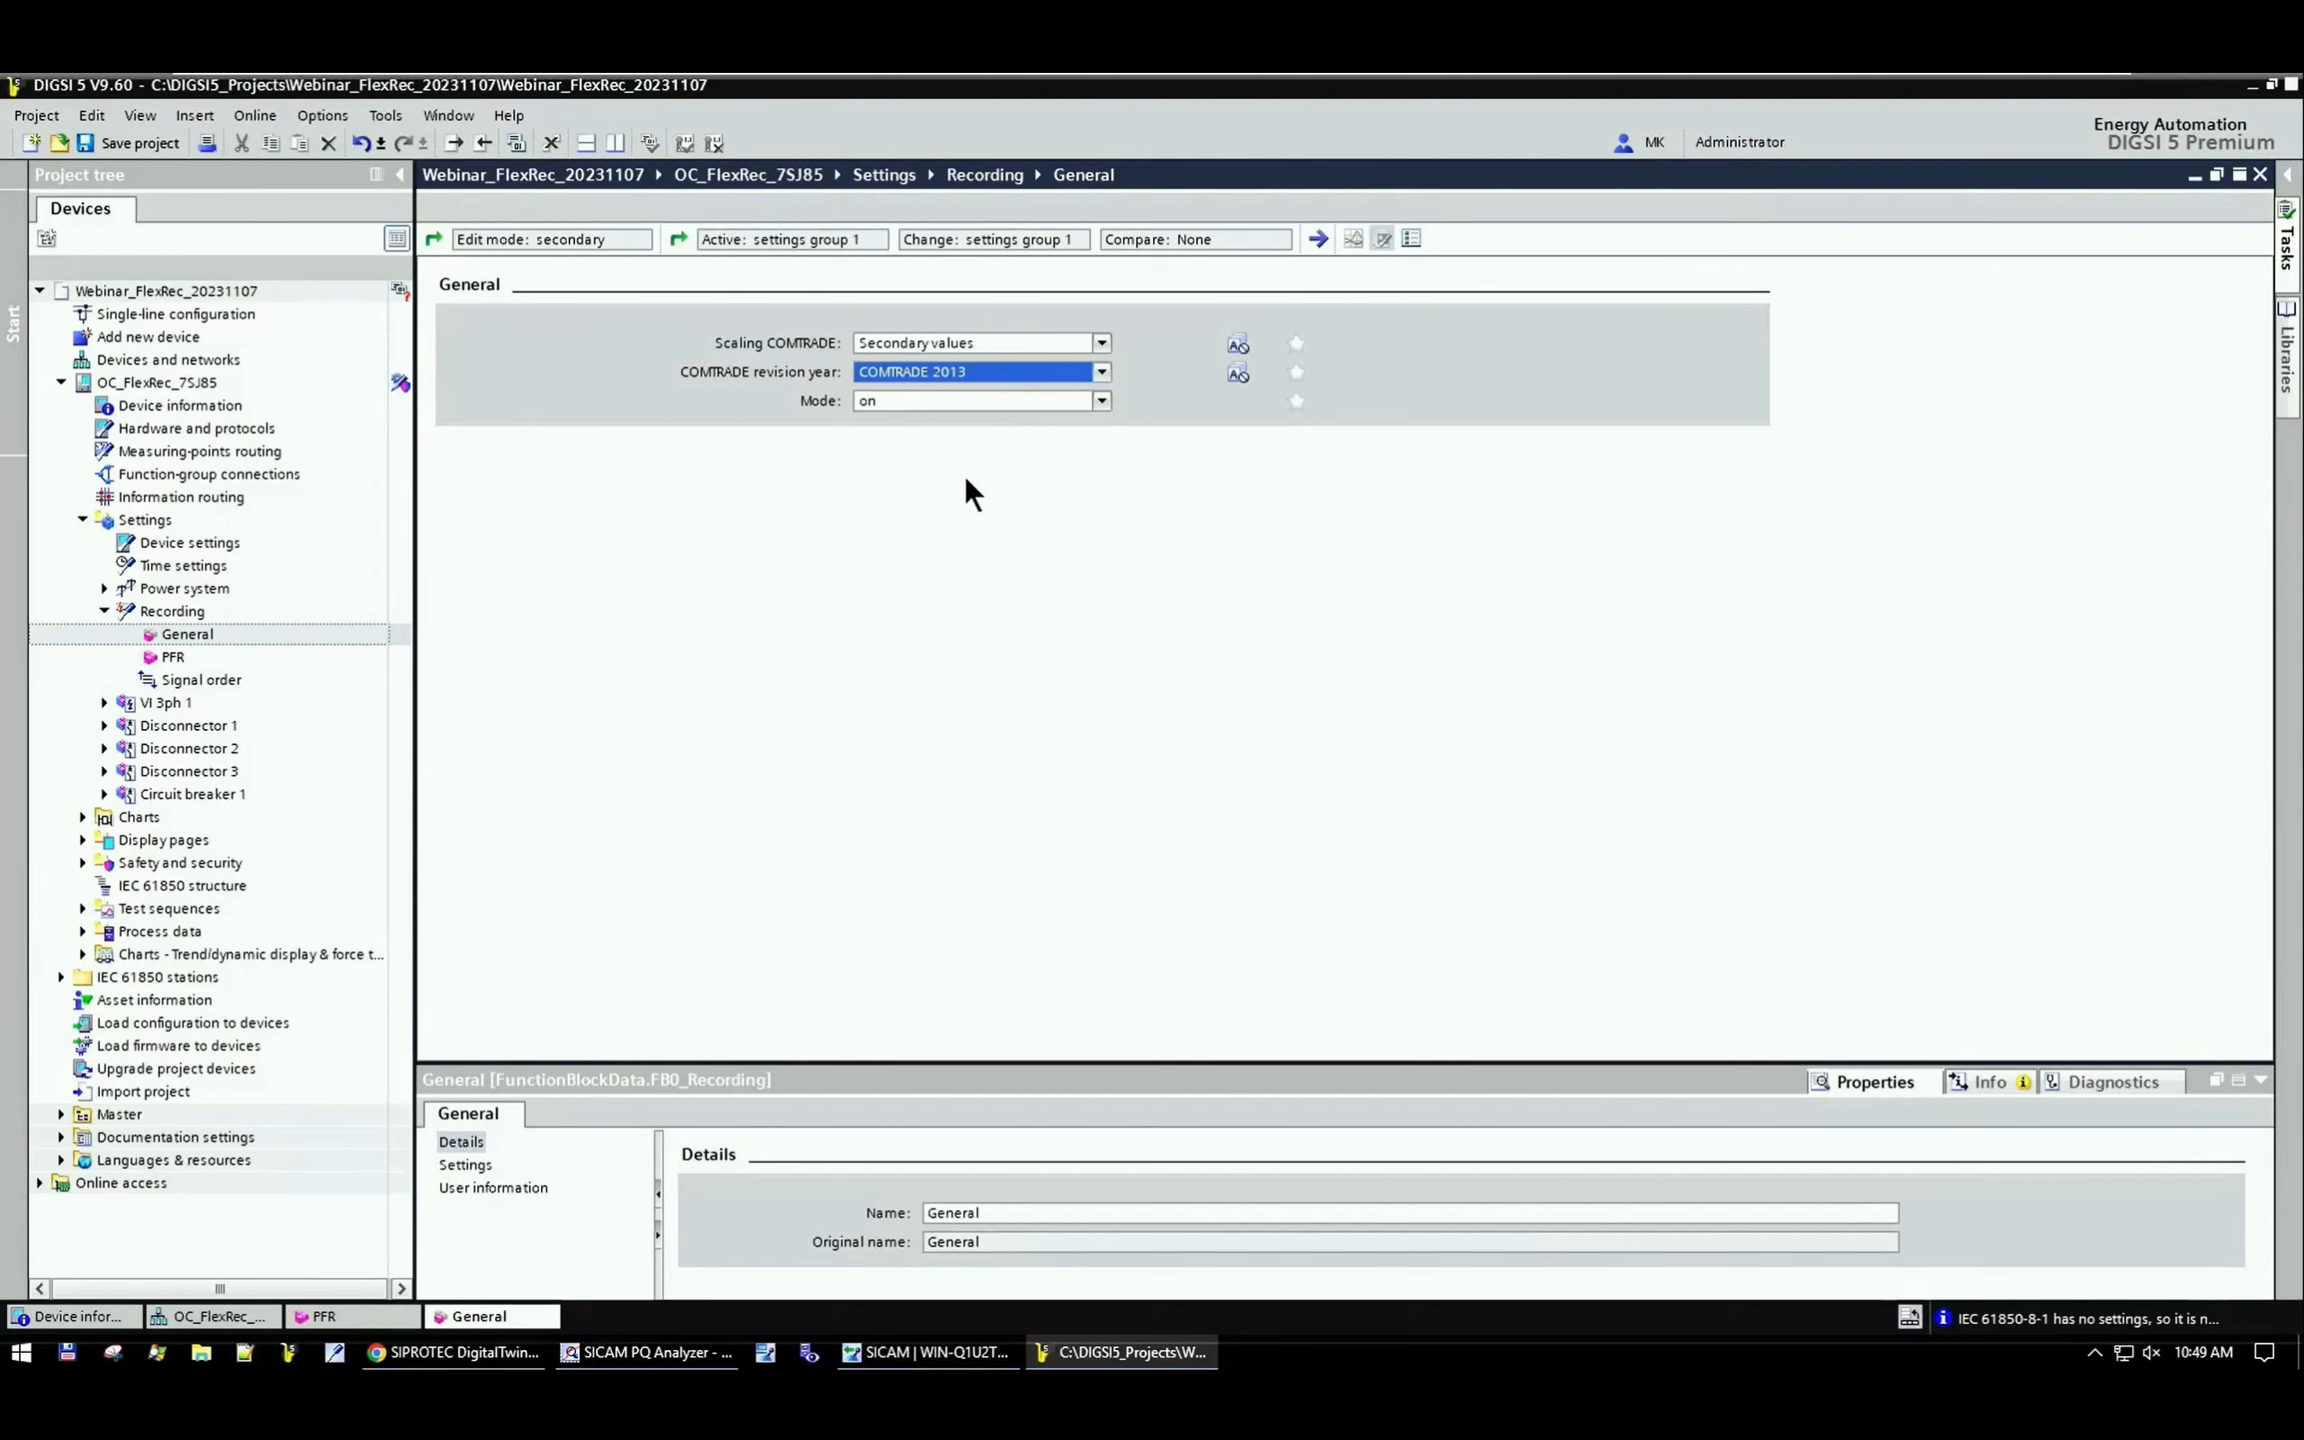 DIGSI 5 V9.60 - C:\DIGSI5_Projects\Webinar_FlexRec_20231107\Webinar_FlexRec_20231107
Project Edit View Insert Online Options Tools Window Help
Energy Automation
DIGSI 5 Premium
Save project
MK Administrator
Project tree
Webinar_FlexRec_20231107 OC_FlexRec_7SJ85 Settings Recording General
Devices
Edit mode: secondary Active: settings group 1 Change: settings group 1 Compare: None
Tasks
Libraries
Start
Webinar_FlexRec_20231107
Single-line configuration
Add new device
Devices and networks
OC_FlexRec_7SJ85
Device information
Hardware and protocols
Measuring-points routing
Function-group connections
Information routing
Settings
Device settings
Time settings
Power system
Recording
General
PFR
Signal order
VI 3ph 1
Disconnector 1
Disconnector 2
Disconnector 3
Circuit breaker 1
Charts
Display pages
Safety and security
IEC 61850 structure
Test sequences
Process data
Charts - Trend/dynamic display & force t...
IEC 61850 stations
Asset information
Load configuration to devices
Load firmware to devices
Upgrade project devices
Import project
Master
Documentation settings
Languages & resources
Online access
General
Scaling COMTRADE: Secondary values
COMTRADE revision year: COMTRADE 2013
Mode: on
General [FunctionBlockData.FB0_Recording]
Properties Info Diagnostics
General
Details
Settings
User information
Details
Name: General
Original name: General
Device infor... OC_FlexRec_... PFR General
IEC 61850-8-1 has no settings, so it is n...
SIPROTEC DigitalTwin... SICAM PQ Analyzer - ... SICAM | WIN-Q1U2T... C:\DIGSI5_Projects\W...
10:49 AM